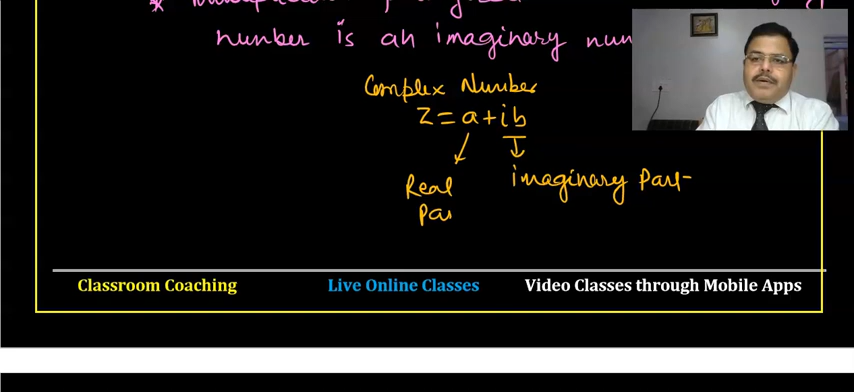 number is an imaginary
Complex Number
z = a + ib
Real imaginary Part
Par
Classroom Coaching Live Online Classes Video Classes through Mobile Apps